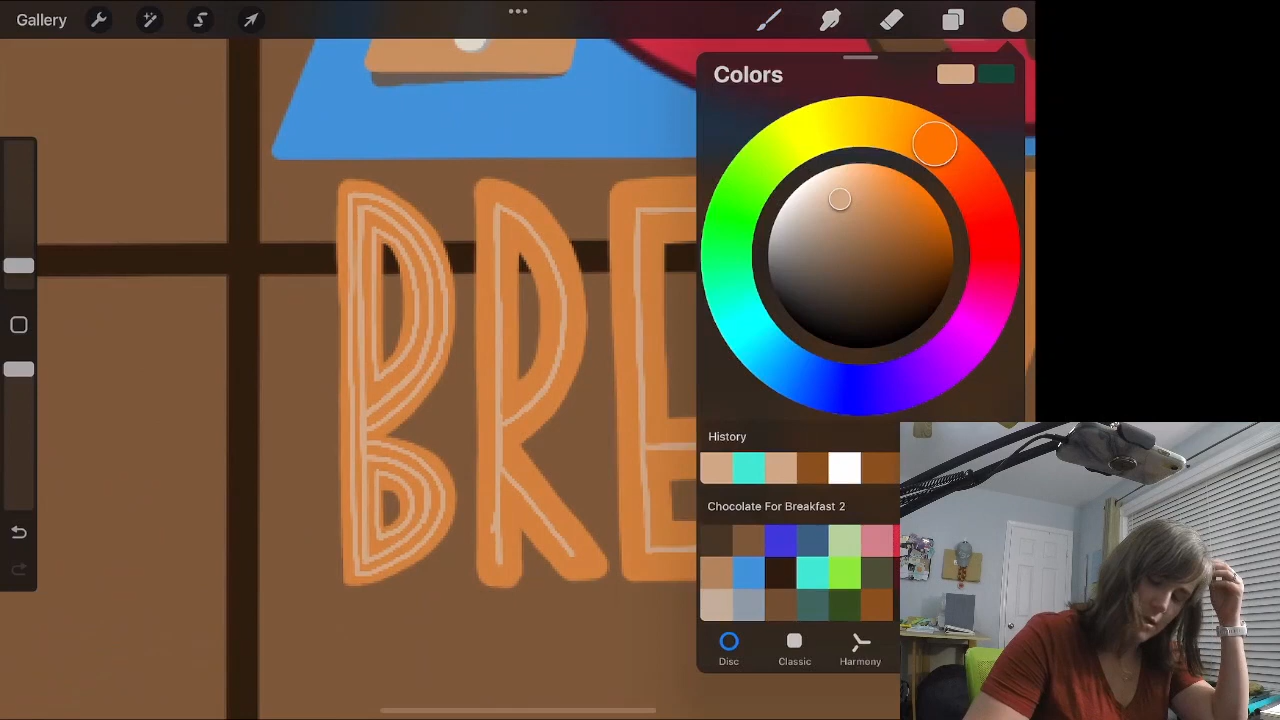 Gallery
Colors
BRE
History
Chocolate For Breakfast 2
Disc
Classic
Harmony